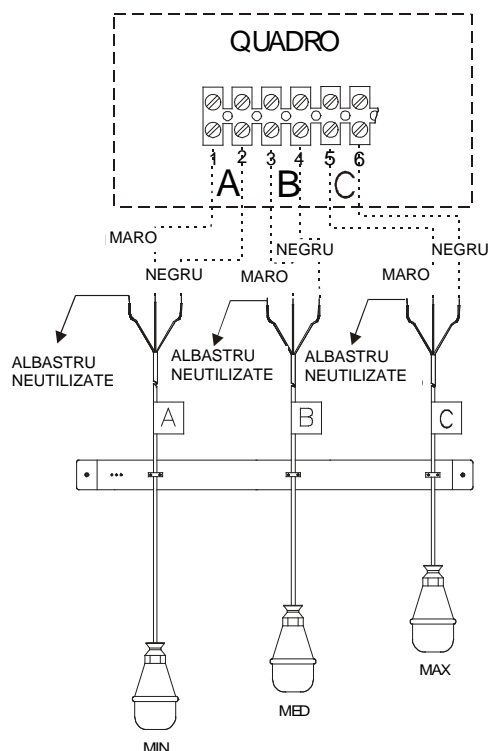 QUADRO
1 2 3 4 5 6
A B C
MARO
NEGRU
NEGRU
NEGRU
MARO
MARO
ALBASTRU
NEUTILIZATE
ALBASTRU
NEUTILIZATE
ALBASTRU
NEUTILIZATE
A
B
C
MAX
MED
MIN